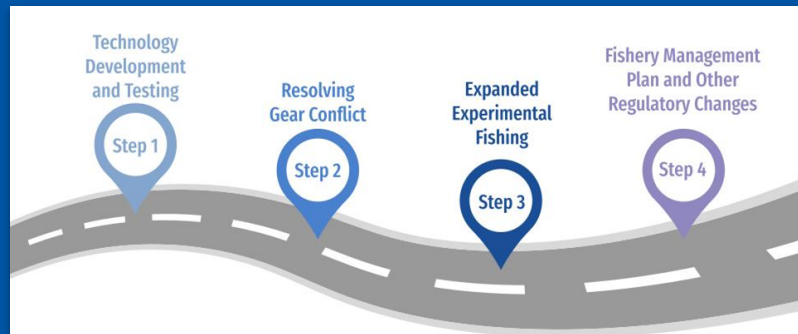 Technology
Development
and Testing
Step 1
Resolving
Gear Conflict
Step 2
Expanded
Experimental
Fishing
Step 3
Fishery Management
Plan and Other
Regulatory Changes
Step 4